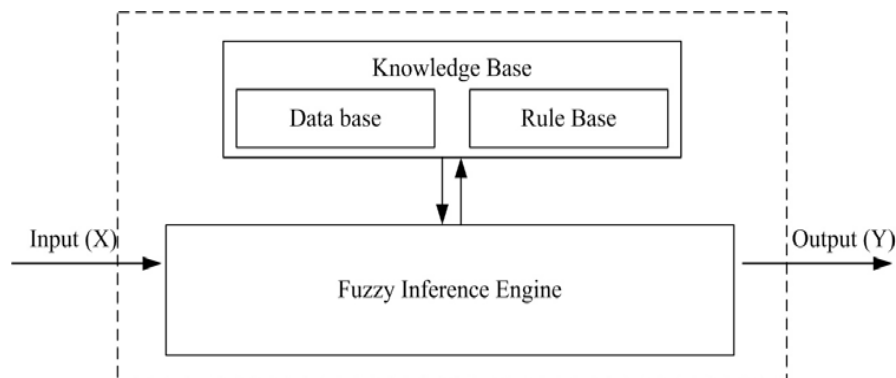 Knowledge Base
Data base
Rule Base
Input (X)
Output (Y)
Fuzzy Inference Engine